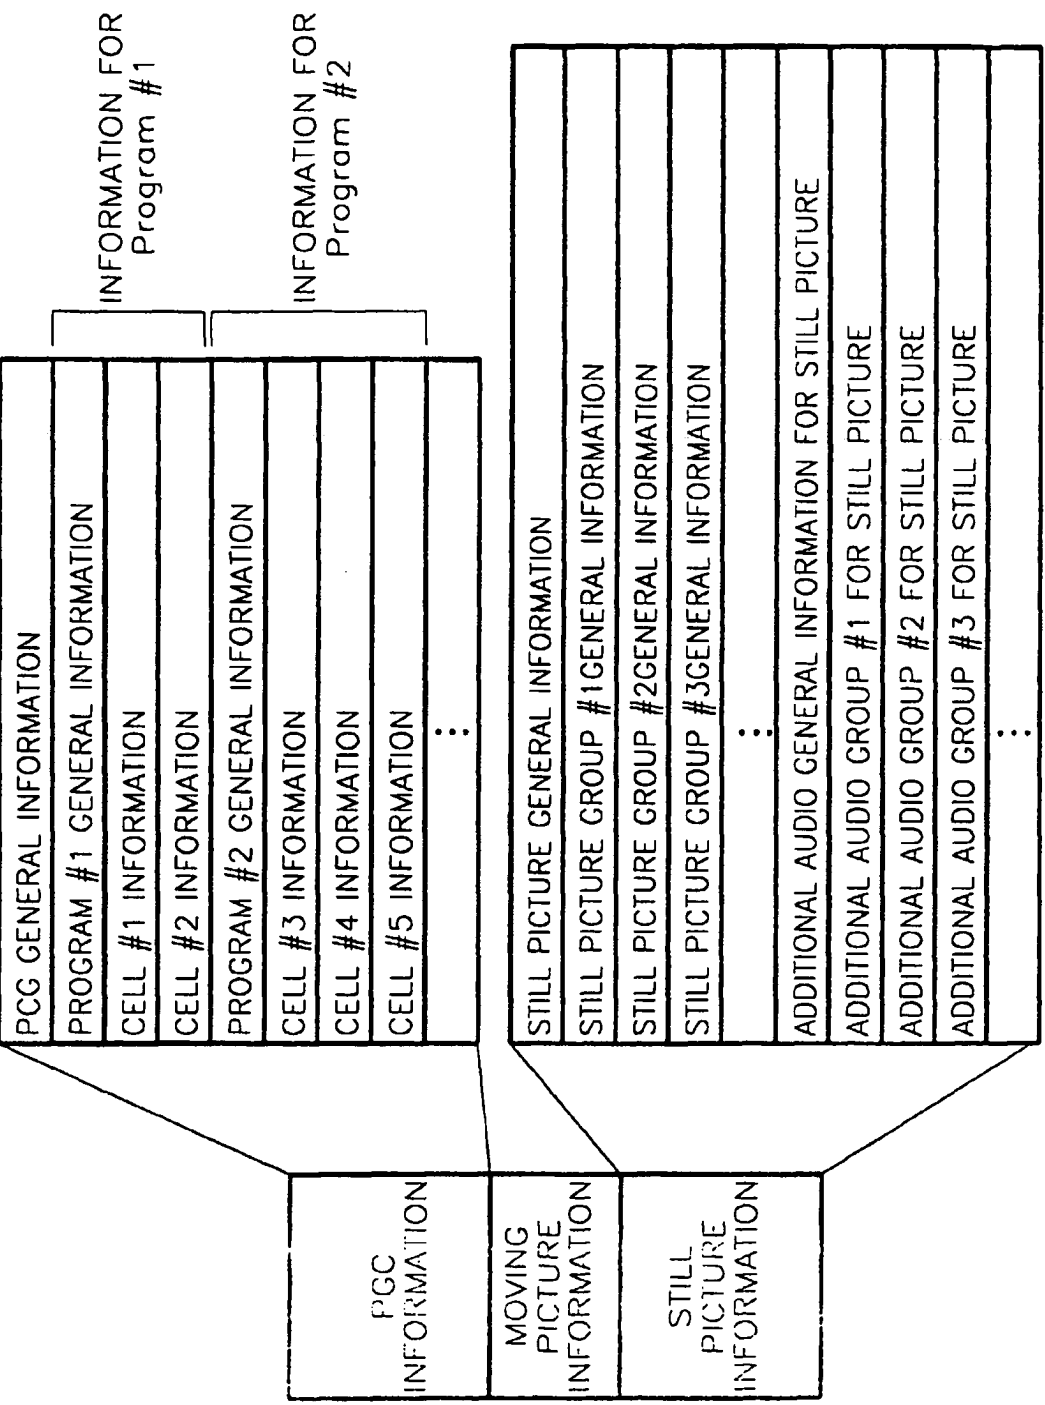 PGC
INFORMATION
MOVING
PICTURE
INFORMATION
STILL
PICTURE
INFORMATION
PCG GENERAL INFORMATION
PROGRAM #1 GENERAL INFORMATION
CELL #1 INFORMATION
CELL #2 INFORMATION
PROGRAM #2 GENERAL INFORMATION
CELL #3 INFORMATION
CELL #4 INFORMATION
CELL #5 INFORMATION
...
INFORMATION FOR
Program #1
INFORMATION FOR
Program #2
STILL PICTURE GENERAL INFORMATION
STILL PICTURE GROUP #1GENERAL INFORMATION
STILL PICTURE GROUP #2GENERAL INFORMATION
STILL PICTURE GROUP #3GENERAL INFORMATION
...
ADDITIONAL AUDIO GENERAL INFORMATION FOR STILL PICTURE
ADDITIONAL AUDIO GROUP #1 FOR STILL PICTURE
ADDITIONAL AUDIO GROUP #2 FOR STILL PICTURE
ADDITIONAL AUDIO GROUP #3 FOR STILL PICTURE
...